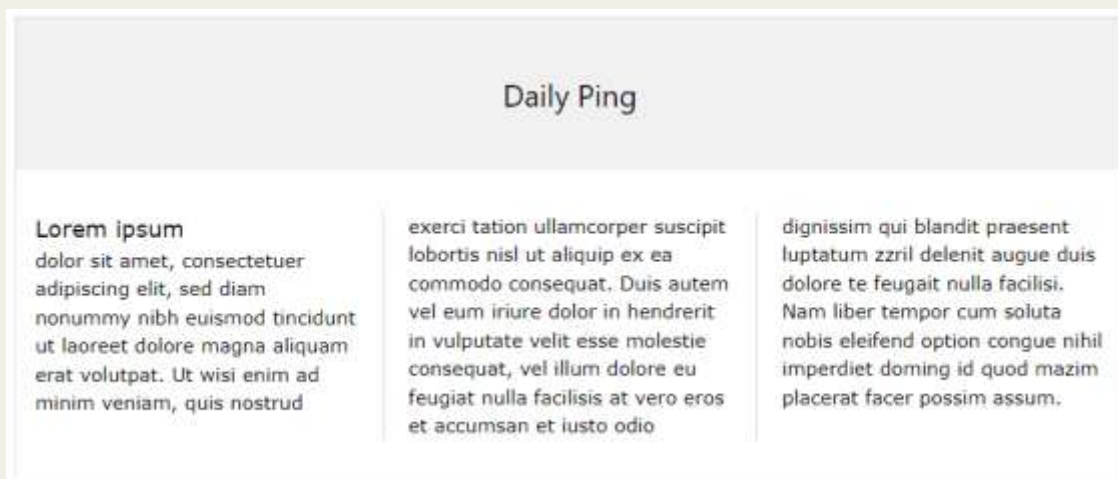 Daily Ping
Lorem ipsum
dolor sit amet, consectetuer
adipiscing elit, sed diam
nonummy nibh euismod tincidunt
ut laoreet dolore magna aliquam
erat volutpat. Ut wisi enim ad
minim veniam, quis nostrud
exerci tation ullamcorper suscipit
lobortis nisl ut aliquip ex ea
commodo consequat. Duis autem
vel eum iriure dolor in hendrerit
in vulputate velit esse molestie
consequat, vel illum dolore eu
feugiat nulla facilisis at vero eros
et accumsan et iusto odio
dignissim qui blandit praesent
luptatum zzril delenit augue duis
dolore te feugait nulla facilisi.
Nam liber tempor cum soluta
nobis eleifend option congue nihil
imperdiet doming id quod mazim
placerat facer possim assum.